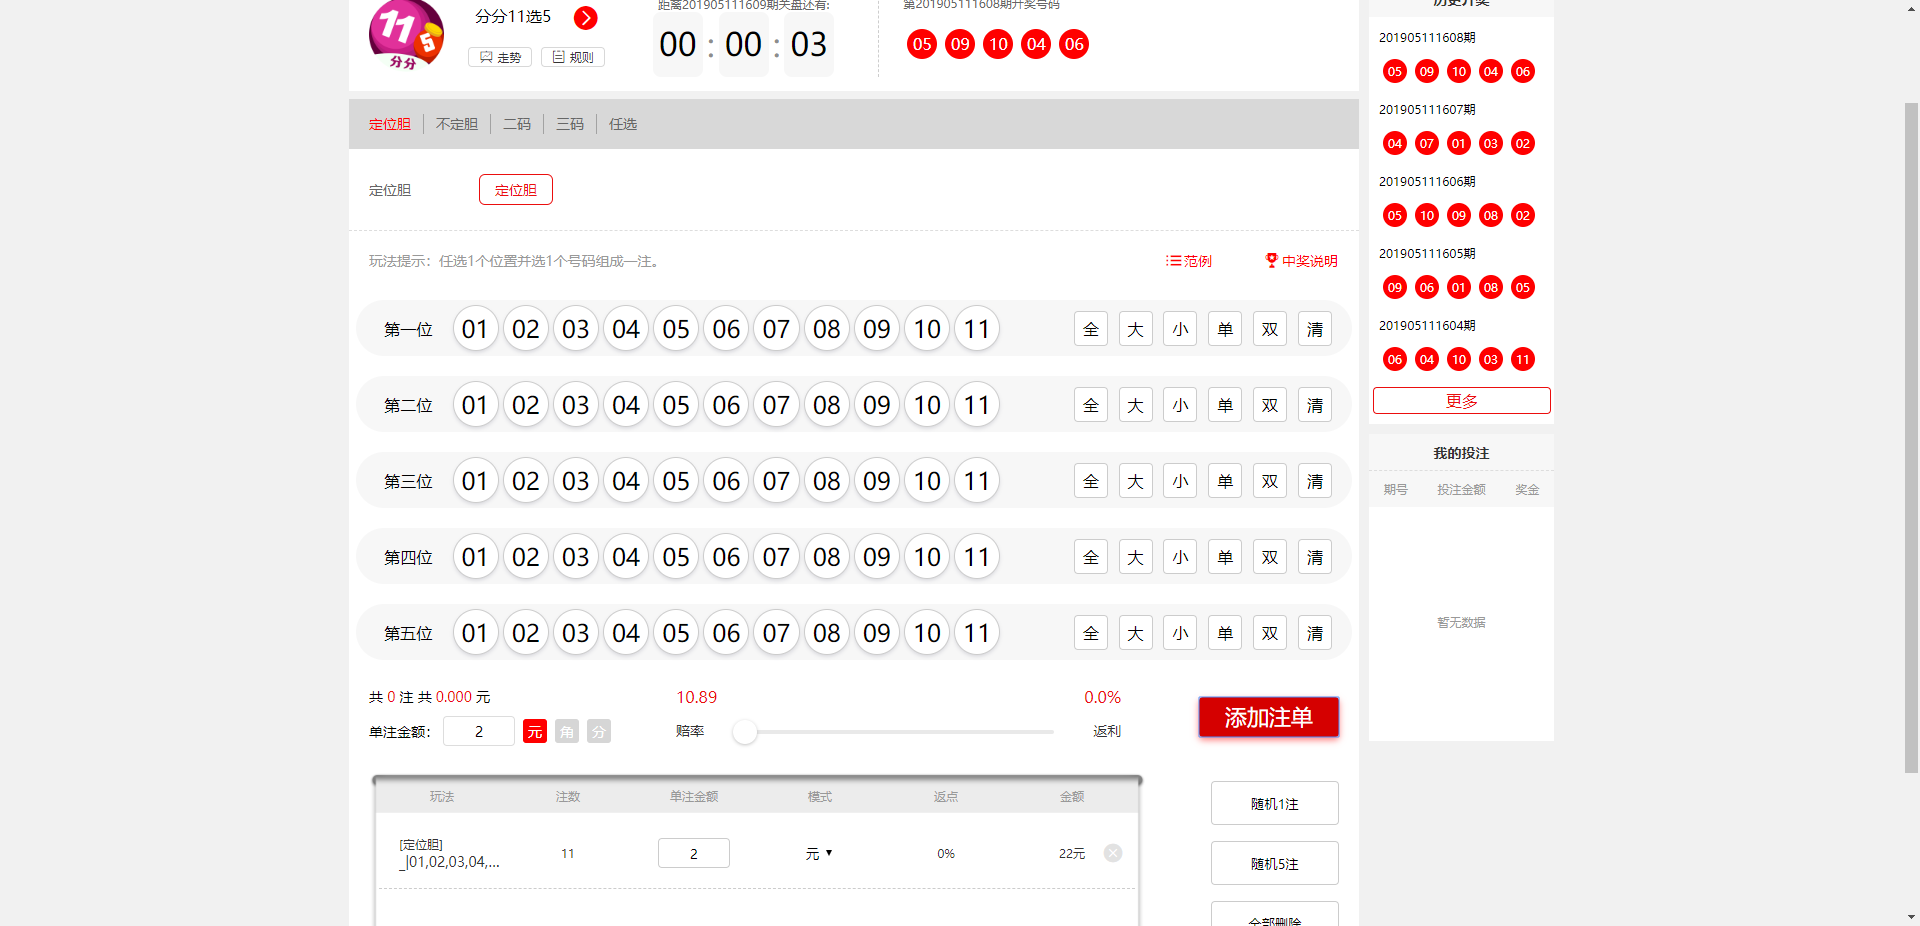 11
5
分分
分分11选5
走势
规则
距离201905111609期关盘还有:
00 : 00 : 03
第201905111608期开奖号码
05 09 10 04 06
定位胆 不定胆 二码 三码 任选
定位胆 定位胆
玩法提示：任选1个位置并选1个号码组成一注。
范例 中奖说明
第一位 01 02 03 04 05 06 07 08 09 10 11 全 大 小 单 双 清
第二位 01 02 03 04 05 06 07 08 09 10 11 全 大 小 单 双 清
第三位 01 02 03 04 05 06 07 08 09 10 11 全 大 小 单 双 清
第四位 01 02 03 04 05 06 07 08 09 10 11 全 大 小 单 双 清
第五位 01 02 03 04 05 06 07 08 09 10 11 全 大 小 单 双 清
共 0 注 共 0.000 元
单注金额： 2 元 角 分
10.89 0.0%
赔率 返利
添加注单
玩法 注数 单注金额 模式 返点 金额
[定位胆]
_|01,02,03,04,... 11 2 元 0% 22元
随机1注
随机5注
全部删除
历史开奖
201905111608期
05 09 10 04 06
201905111607期
04 07 01 03 02
201905111606期
05 10 09 08 02
201905111605期
09 06 01 08 05
201905111604期
06 04 10 03 11
更多
我的投注
期号 投注金额 奖金
暂无数据